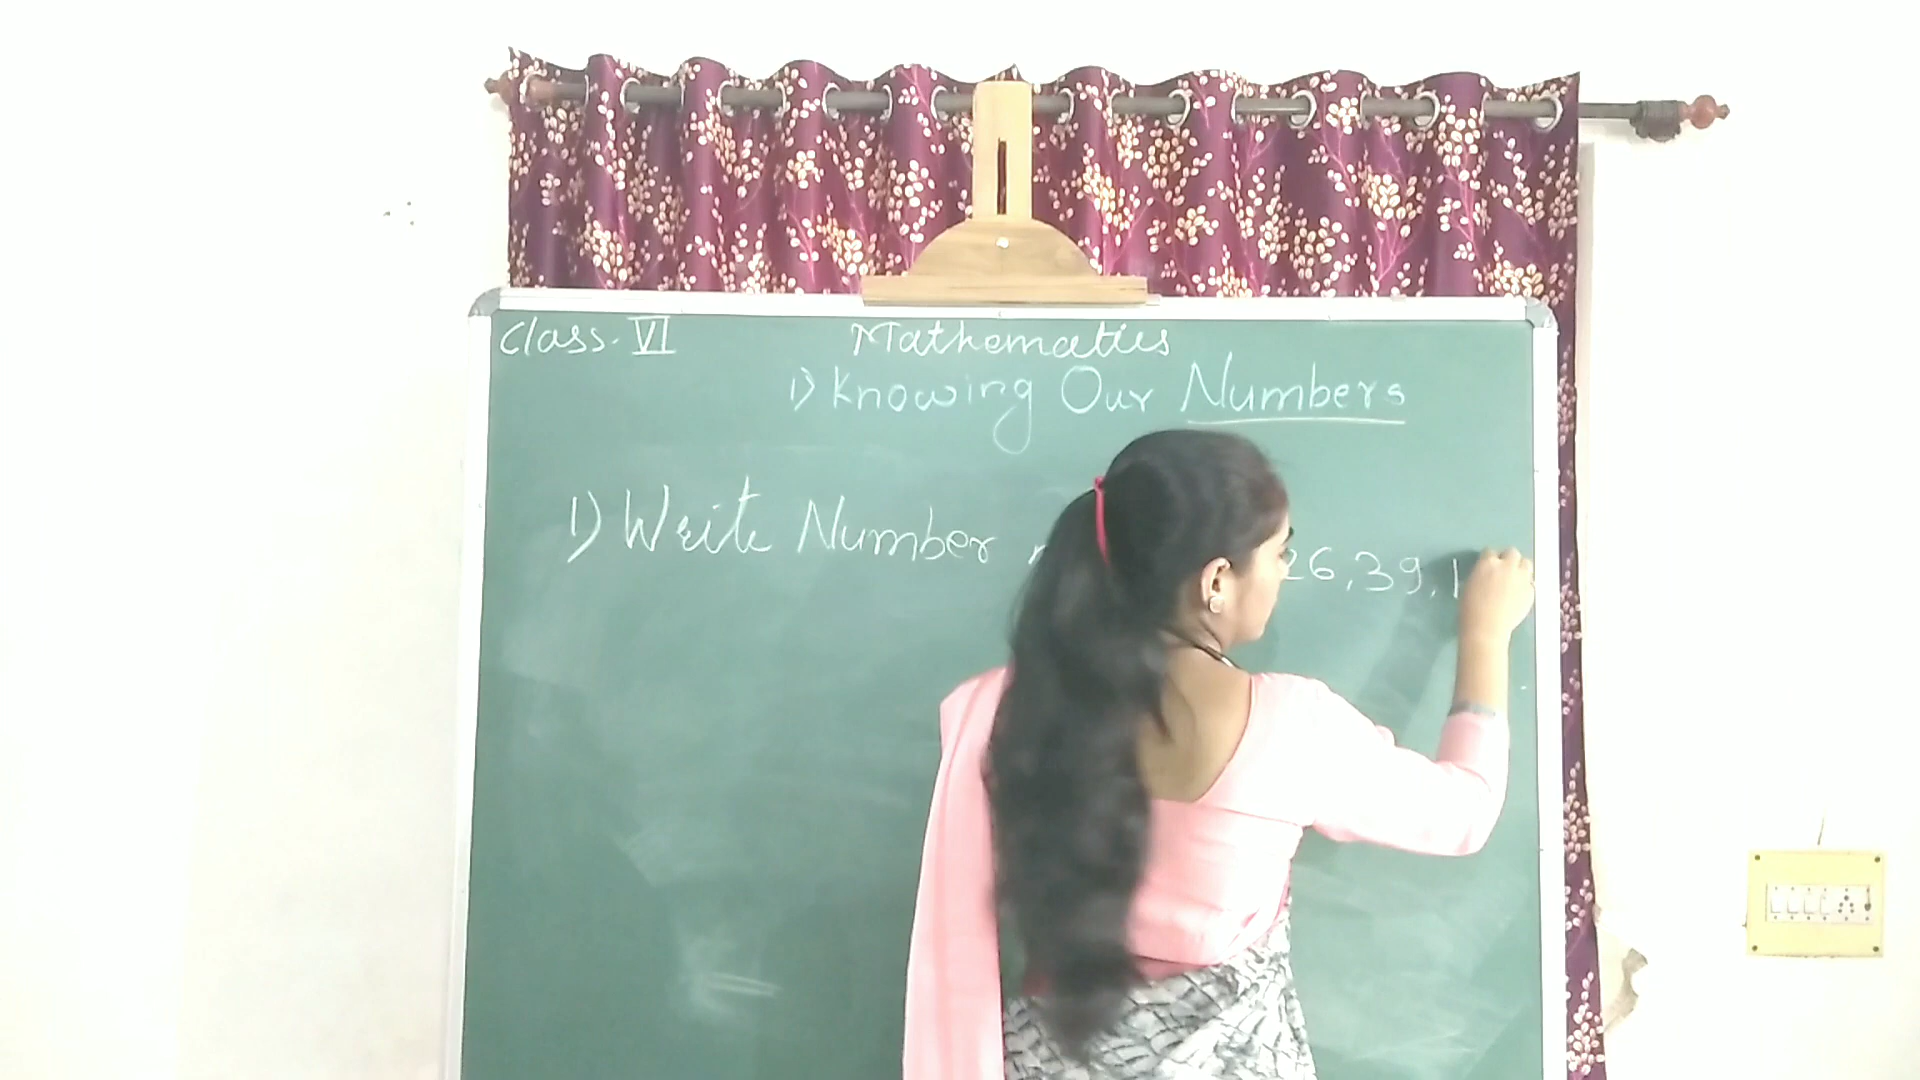 Class. VI
Mathematics
1) Knowing Our Numbers
1) Write Number 26,39,1